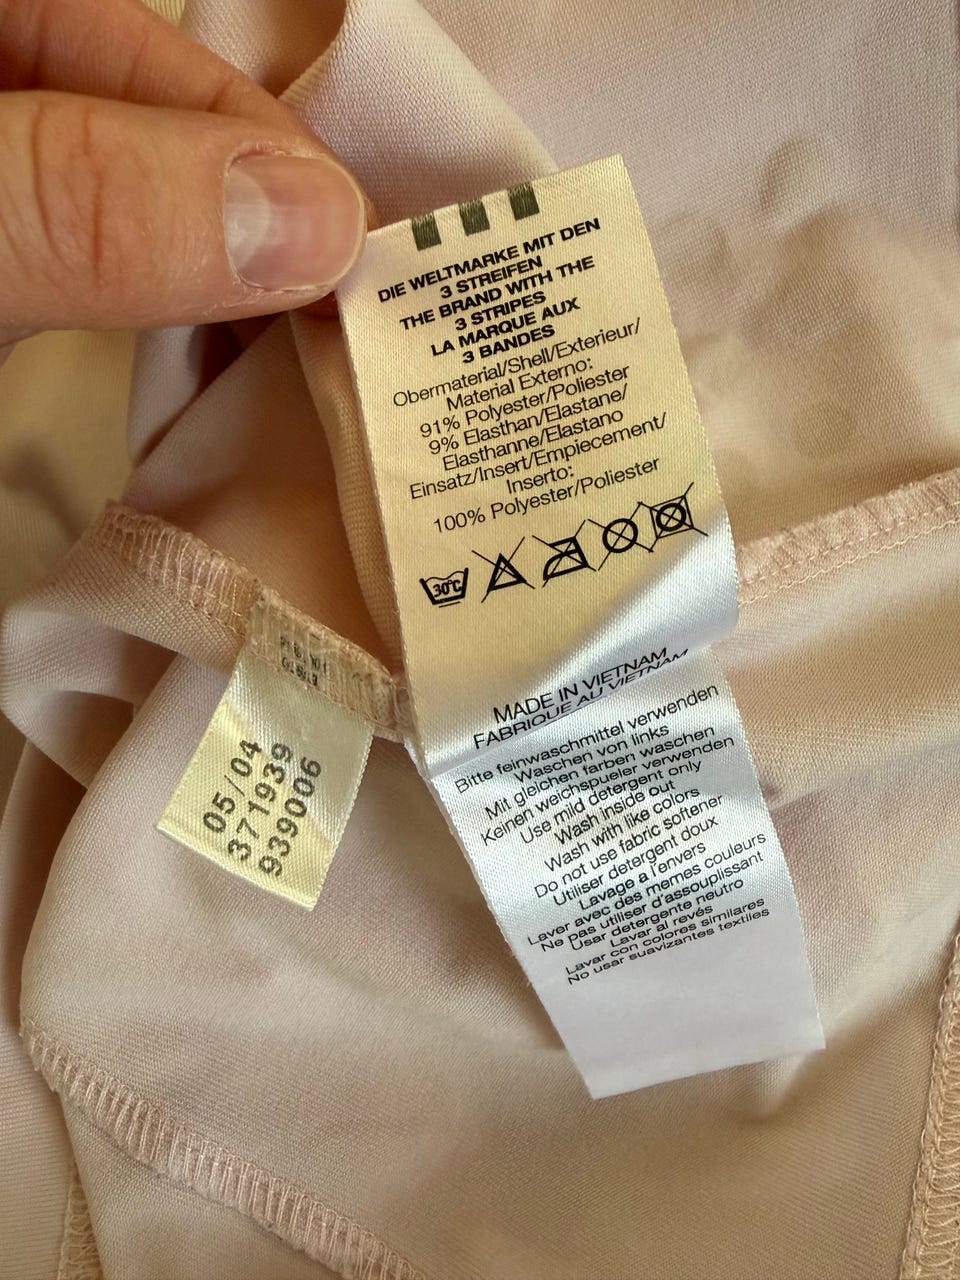 DIE WELTMARKE MIT DEN
3 STREIFEN
THE BRAND WITH THE
3 STRIPES
LA MARQUE AUX
3 BANDES
Obermaterial/Shell/Exterieur/
Material Externo:
91% Polyester/Poliester
9% Elasthan/Elastane/
Elasthanne/Elastano
Einsatz/Insert/Empiecement/
Inserto:
100% Polyester/Poliester
30°C
MADE IN VIETNAM
FABRIQUE AU VIETNAM
Bitte feinwaschmittel verwenden
Waschen von links
Mit gleichen farben waschen
Keinen weichspueler verwenden
Use mild detergent only
Wash inside out
Wash with like colors
Do not use fabric softener
Utiliser detergent doux
Lavage a l'envers
Laver avec des memes couleurs
Ne pas utiliser d'assouplissant
Usar detergente neutro
Lavar al revés
Lavar con colores similares
No usar suavizantes textiles
05/04
371939
939006